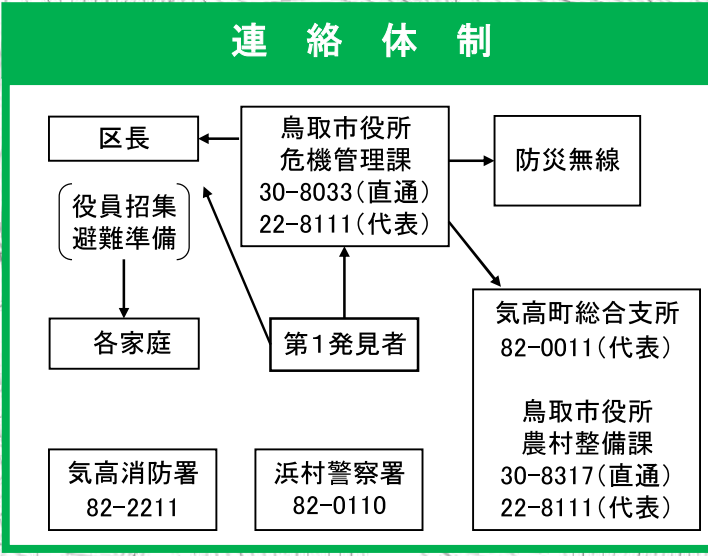 連絡体制
区長
(役員招集
避難準備)
各家庭
鳥取市役所
危機管理課
30-8033(直通)
22-8111(代表)
第1発見者
防災無線
気高町総合支所
82-0011(代表)
鳥取市役所
農村整備課
30-8317(直通)
22-8111(代表)
気高消防署
82-2211
浜村警察署
82-0110